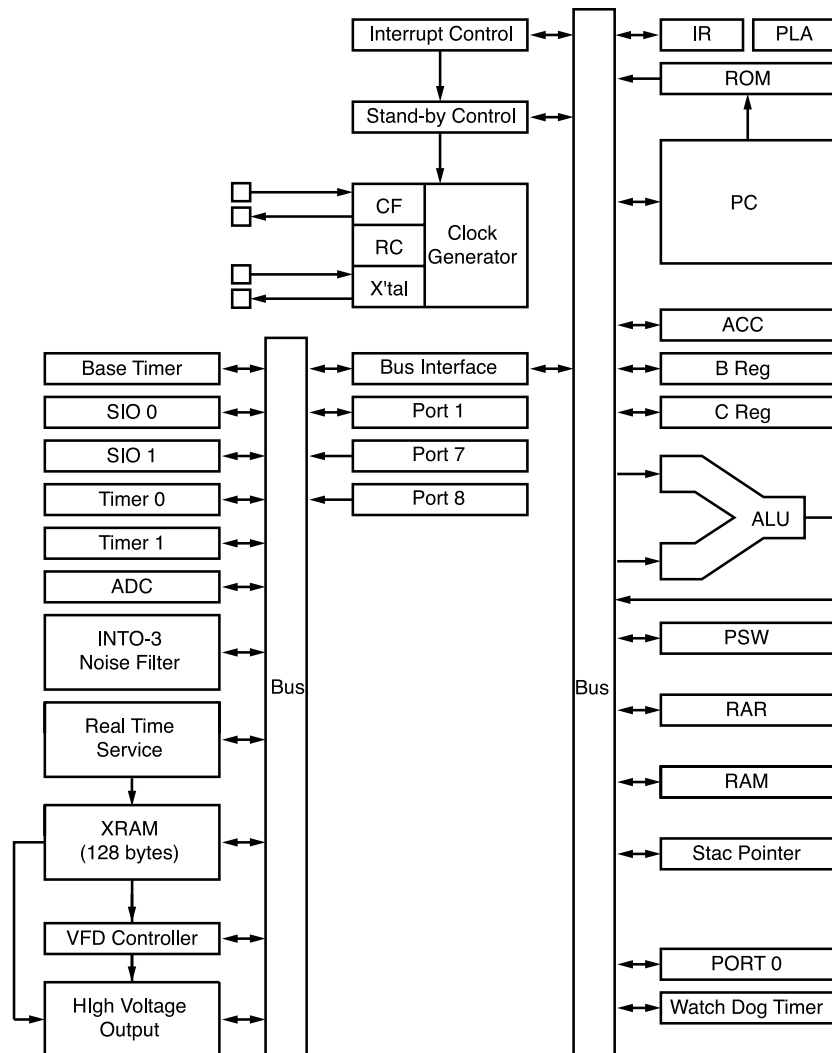 Interrupt Control
IR
PLA
ROM
Stand-by Control
PC
CF
RC
X'tal
Clock
Generator
ACC
Base Timer
Bus Interface
B Reg
SIO 0
Port 1
C Reg
SIO 1
Port 7
Timer 0
Port 8
ALU
Timer 1
ADC
INTO-3
Noise Filter
PSW
Bus
Bus
Real Time
Service
RAR
RAM
XRAM
(128 bytes)
Stac Pointer
VFD Controller
PORT 0
HIgh Voltage
Output
Watch Dog Timer